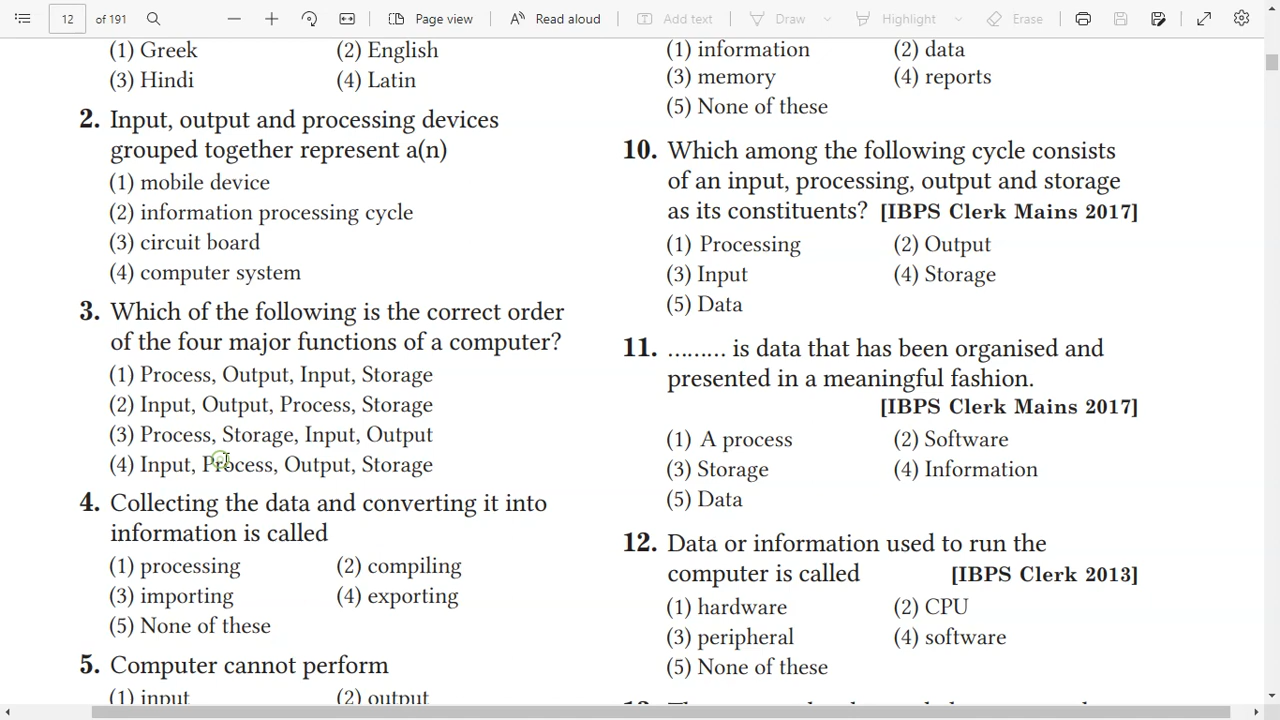 12 of 191 Page view Read aloud Add text Draw Highlight Erase
(1) Greek (2) English
(3) Hindi (4) Latin
2. Input, output and processing devices
grouped together represent a(n)
(1) mobile device
(2) information processing cycle
(3) circuit board
(4) computer system
3. Which of the following is the correct order
of the four major functions of a computer?
(1) Process, Output, Input, Storage
(2) Input, Output, Process, Storage
(3) Process, Storage, Input, Output
(4) Input, Process, Output, Storage
4. Collecting the data and converting it into
information is called
(1) processing (2) compiling
(3) importing (4) exporting
(5) None of these
5. Computer cannot perform
(1) input (2) output
(1) information (2) data
(3) memory (4) reports
(5) None of these
10. Which among the following cycle consists
of an input, processing, output and storage
as its constituents? [IBPS Clerk Mains 2017]
(1) Processing (2) Output
(3) Input (4) Storage
(5) Data
11. ......... is data that has been organised and
presented in a meaningful fashion.
[IBPS Clerk Mains 2017]
(1) A process (2) Software
(3) Storage (4) Information
(5) Data
12. Data or information used to run the
computer is called [IBPS Clerk 2013]
(1) hardware (2) CPU
(3) peripheral (4) software
(5) None of these